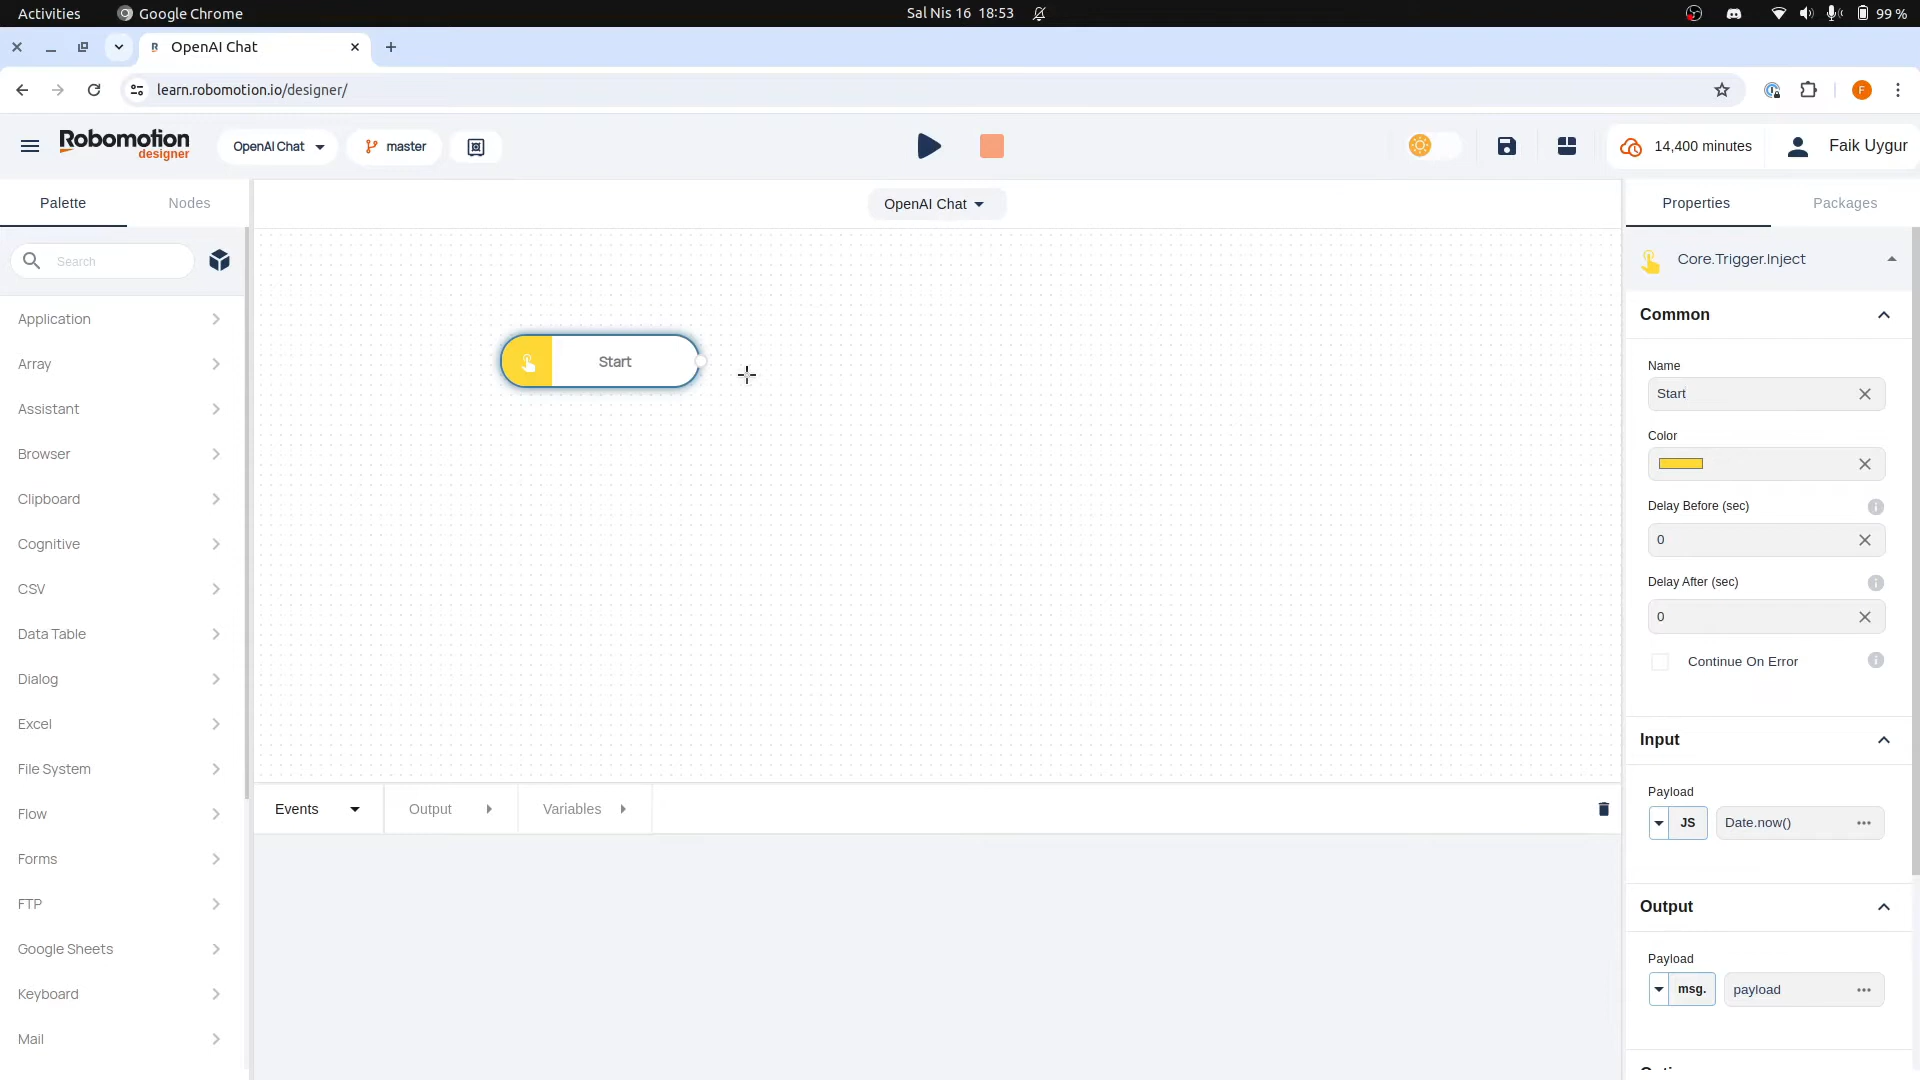 Activities
Google Chrome
Sal Nis 16 18:53
99 %
OpenAI Chat
learn.robomotion.io/designer/
F
Robomotion
designer
OpenAI Chat
master
14,400 minutes
Faik Uygur
Palette
Nodes
OpenAI Chat
Properties
Packages
Search
Application
Array
Assistant
Browser
Clipboard
Cognitive
CSV
Data Table
Dialog
Excel
File System
Flow
Forms
FTP
Google Sheets
Keyboard
Mail
Start
Events
Output
Variables
Core.Trigger.Inject
Common
Name
Start
Color
Delay Before (sec)
0
Delay After (sec)
0
Continue On Error
Input
Payload
JS
Date.now()
Output
Payload
msg.
payload